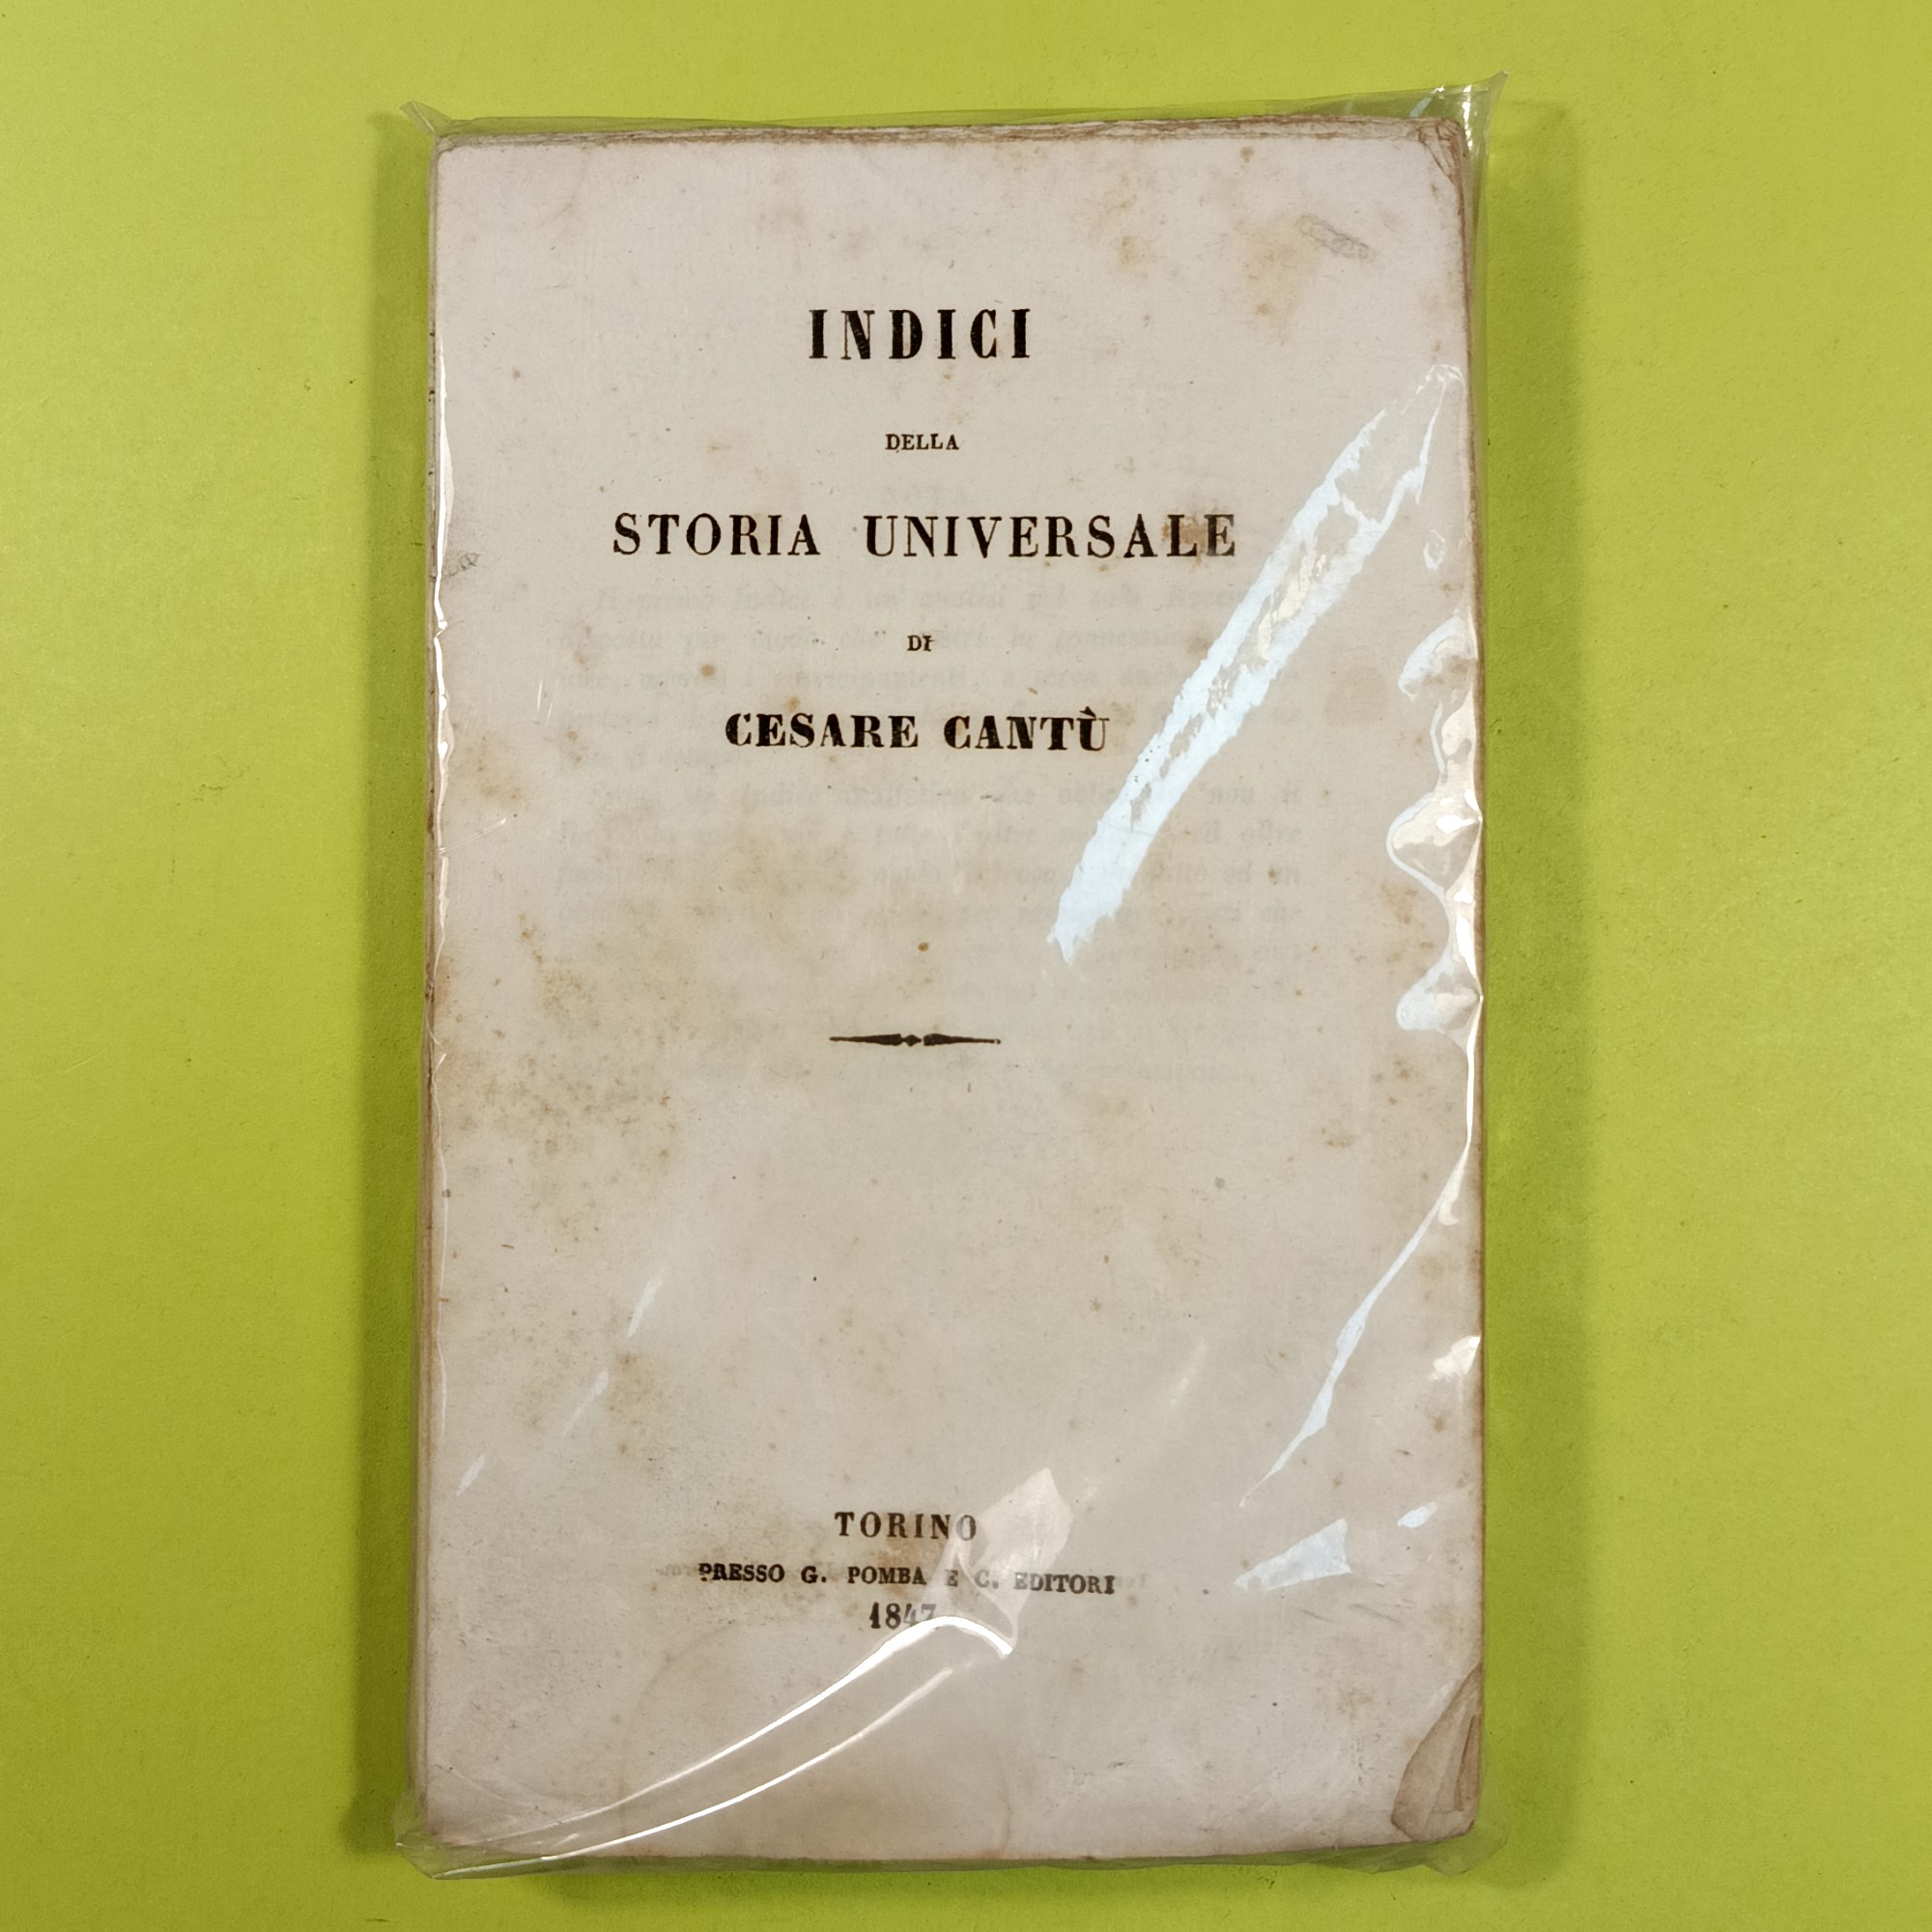 INDICI
DELLA
STORIA UNIVERSALE
DI
CESARE CANTÙ
TORINO
PRESSO G. POMBA E C. EDITORI
1847